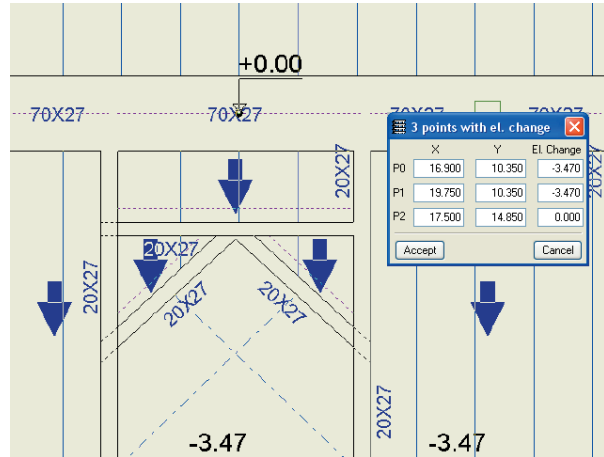 +0.00
70X27 70X27 70X27 70X27
3 points with el. change
X Y El. Change
P0 16.900 10.350 -3.470
P1 19.750 10.350 -3.470
P2 17.500 14.850 0.000
Accept Cancel
20X27
20X27
20X27
20X27
20X27
20X27
20X27
-3.47 -3.47